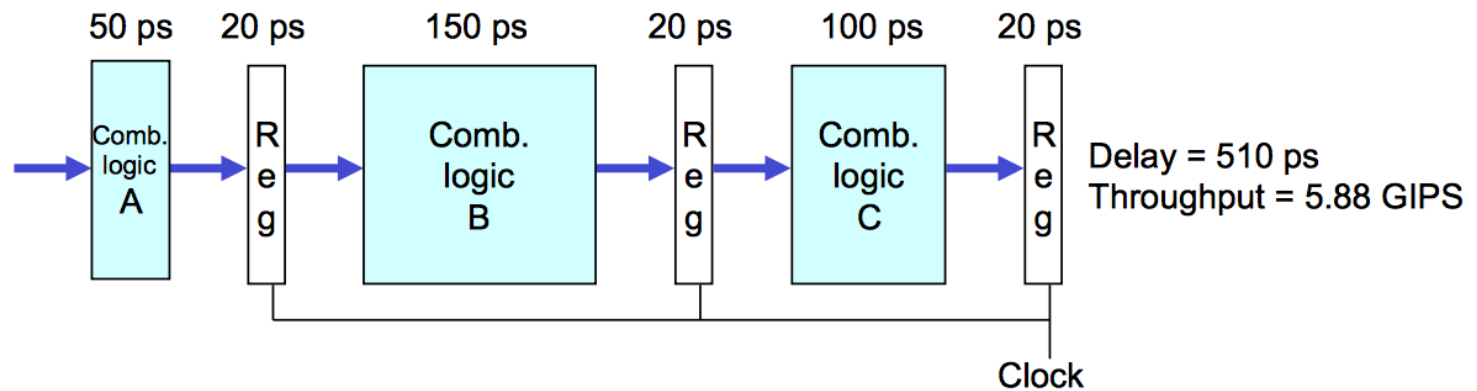 50 ps
20 ps
150 ps
20 ps
100 ps
20 ps
Comb.
logic
A
R
e
g
Comb.
logic
B
R
e
g
Comb.
logic
C
R
e
g
Delay = 510 ps
Throughput = 5.88 GIPS
Clock